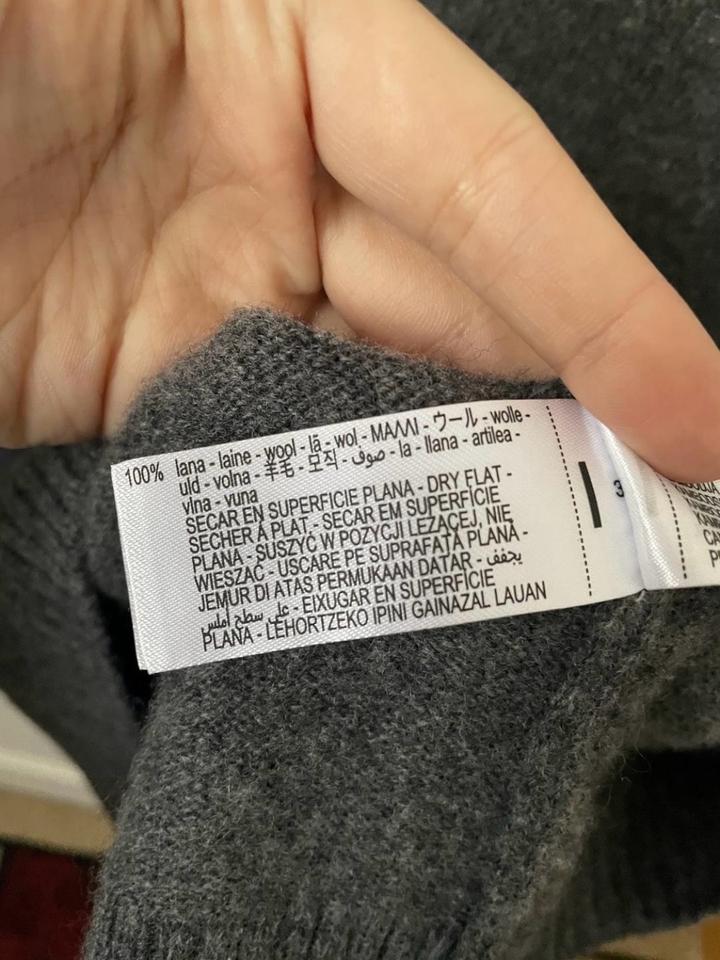 100% lana - laine - wool - lã - wol - ΜΑΛΛΙ - ウール - wolle -
uld - volna - 羊毛 - 모직 - صوف - la - llana - artilea -
vlna - vuna
SECAR EN SUPERFICIE PLANA - DRY FLAT -
SECHER À PLAT - SECAR EM SUPERFÍCIE
PLANA - SUSZYĆ W POZYCJI LEŻĄCEJ, NIE
WIESZAĆ - USCARE PE SUPRAFAȚĂ PLANĂ -
JEMUR DI ATAS PERMUKAAN DATAR - يجفف
على سطح أملس - EIXUGAR EN SUPERFÍCIE
PLANA - LEHORTZEKO IPINI GAINAZAL LAUAN
3